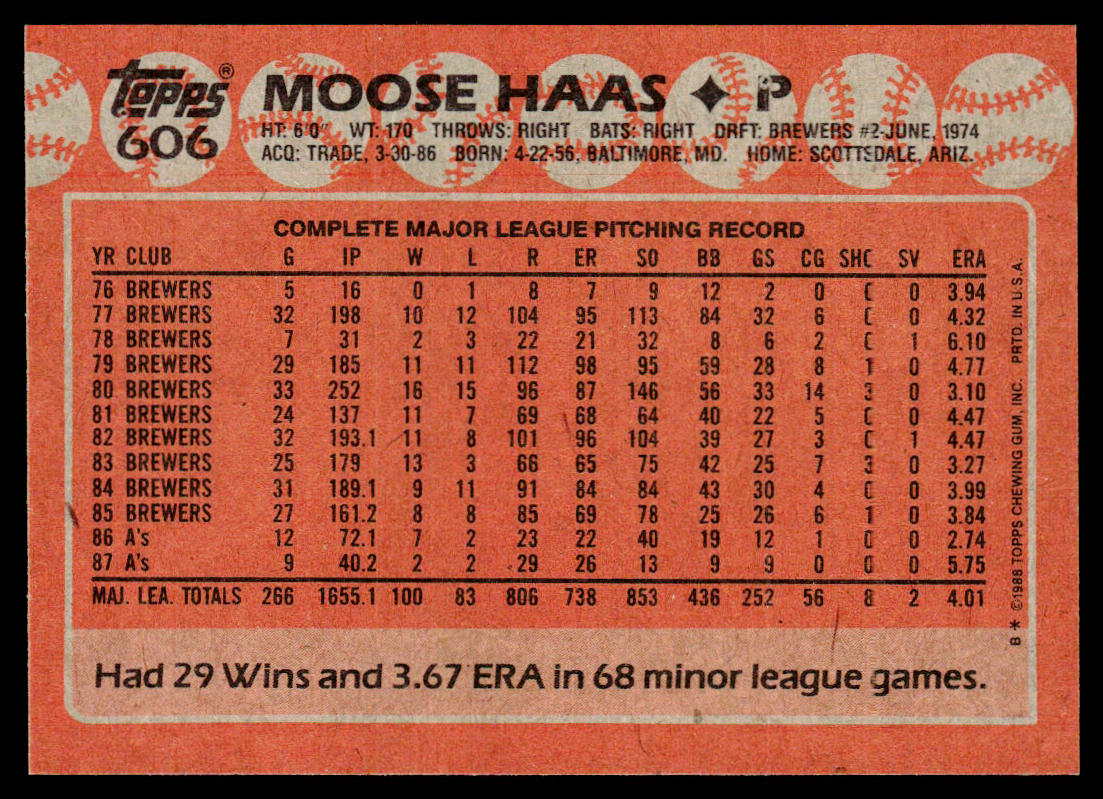 Topps® MOOSE HAAS ✦ P
606 HT: 6'0" WT: 170 THROWS: RIGHT BATS: RIGHT DRFT: BREWERS #2-JUNE, 1974
ACQ: TRADE, 3-30-86 BORN: 4-22-56, BALTIMORE, MD. HOME: SCOTTSDALE, ARIZ.
COMPLETE MAJOR LEAGUE PITCHING RECORD
YR CLUB G IP W L R ER SO BB GS CG SHO SV ERA
76 BREWERS 5 16 0 1 8 7 9 12 2 0 0 0 3.94
77 BREWERS 32 198 10 12 104 95 113 84 32 6 0 0 4.32
78 BREWERS 7 31 2 3 22 21 32 8 6 2 0 1 6.10
79 BREWERS 29 185 11 11 112 98 95 59 28 8 1 0 4.77
80 BREWERS 33 252 16 15 96 87 146 56 33 14 3 0 3.10
81 BREWERS 24 137 11 7 69 68 64 40 22 5 0 0 4.47
82 BREWERS 32 193.1 11 8 101 96 104 39 27 3 0 1 4.47
83 BREWERS 25 179 13 3 66 65 75 42 25 7 3 0 3.27
84 BREWERS 31 189.1 9 11 91 84 84 43 30 4 0 0 3.99
85 BREWERS 27 161.2 8 8 85 69 78 25 26 6 1 0 3.84
86 A's 12 72.1 7 2 23 22 40 19 12 1 0 0 2.74
87 A's 9 40.2 2 2 29 26 13 9 9 0 0 0 5.75
MAJ. LEA. TOTALS 266 1655.1 100 83 806 738 853 436 252 56 8 2 4.01
Had 29 Wins and 3.67 ERA in 68 minor league games.
B * ©1988 TOPPS CHEWING GUM, INC. PRTD. IN U.S.A.